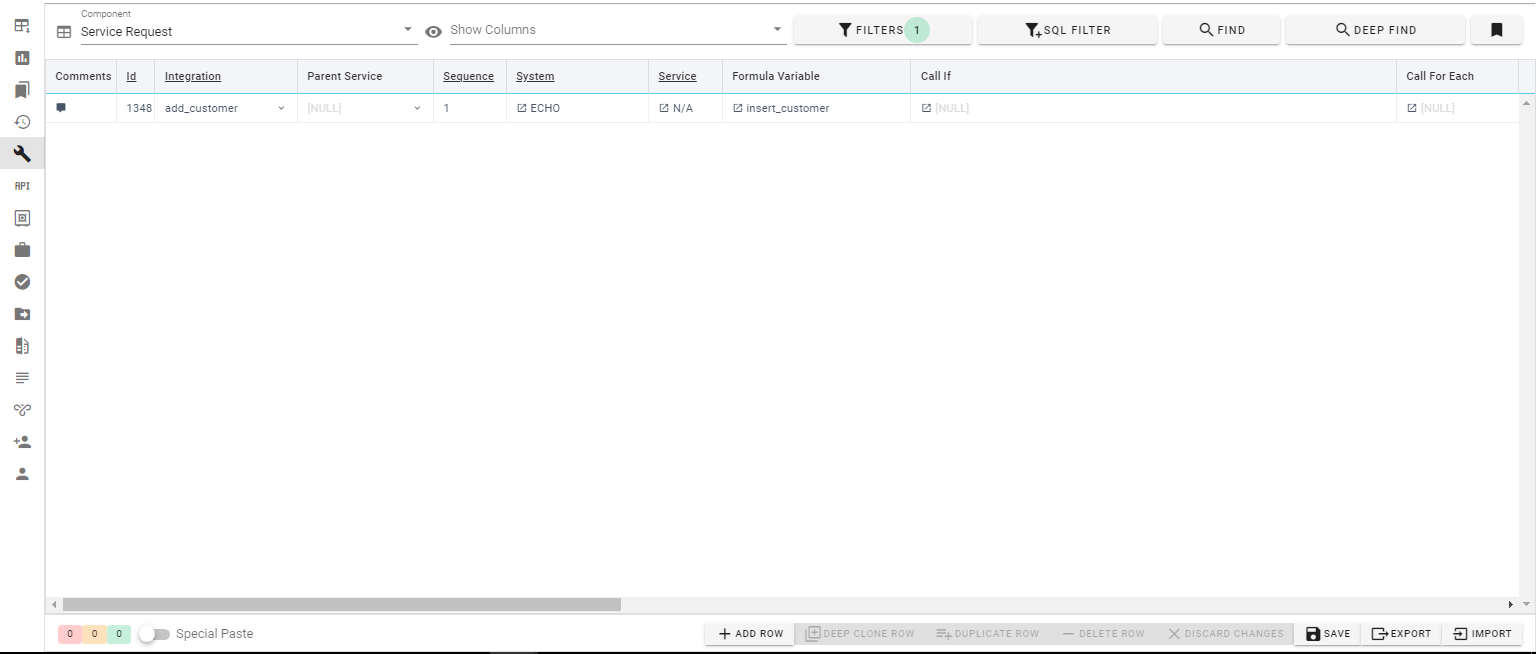 Component
Service Request
Show Columns
FILTERS 1
SQL FILTER
FIND
DEEP FIND
Comments Id Integration Parent Service Sequence System Service Formula Variable Call If Call For Each
1348 add_customer [NULL] 1 ECHO N/A insert_customer [NULL] [NULL]
API
0 0 0 Special Paste ADD ROW DEEP CLONE ROW DUPLICATE ROW DELETE ROW DISCARD CHANGES SAVE EXPORT IMPORT